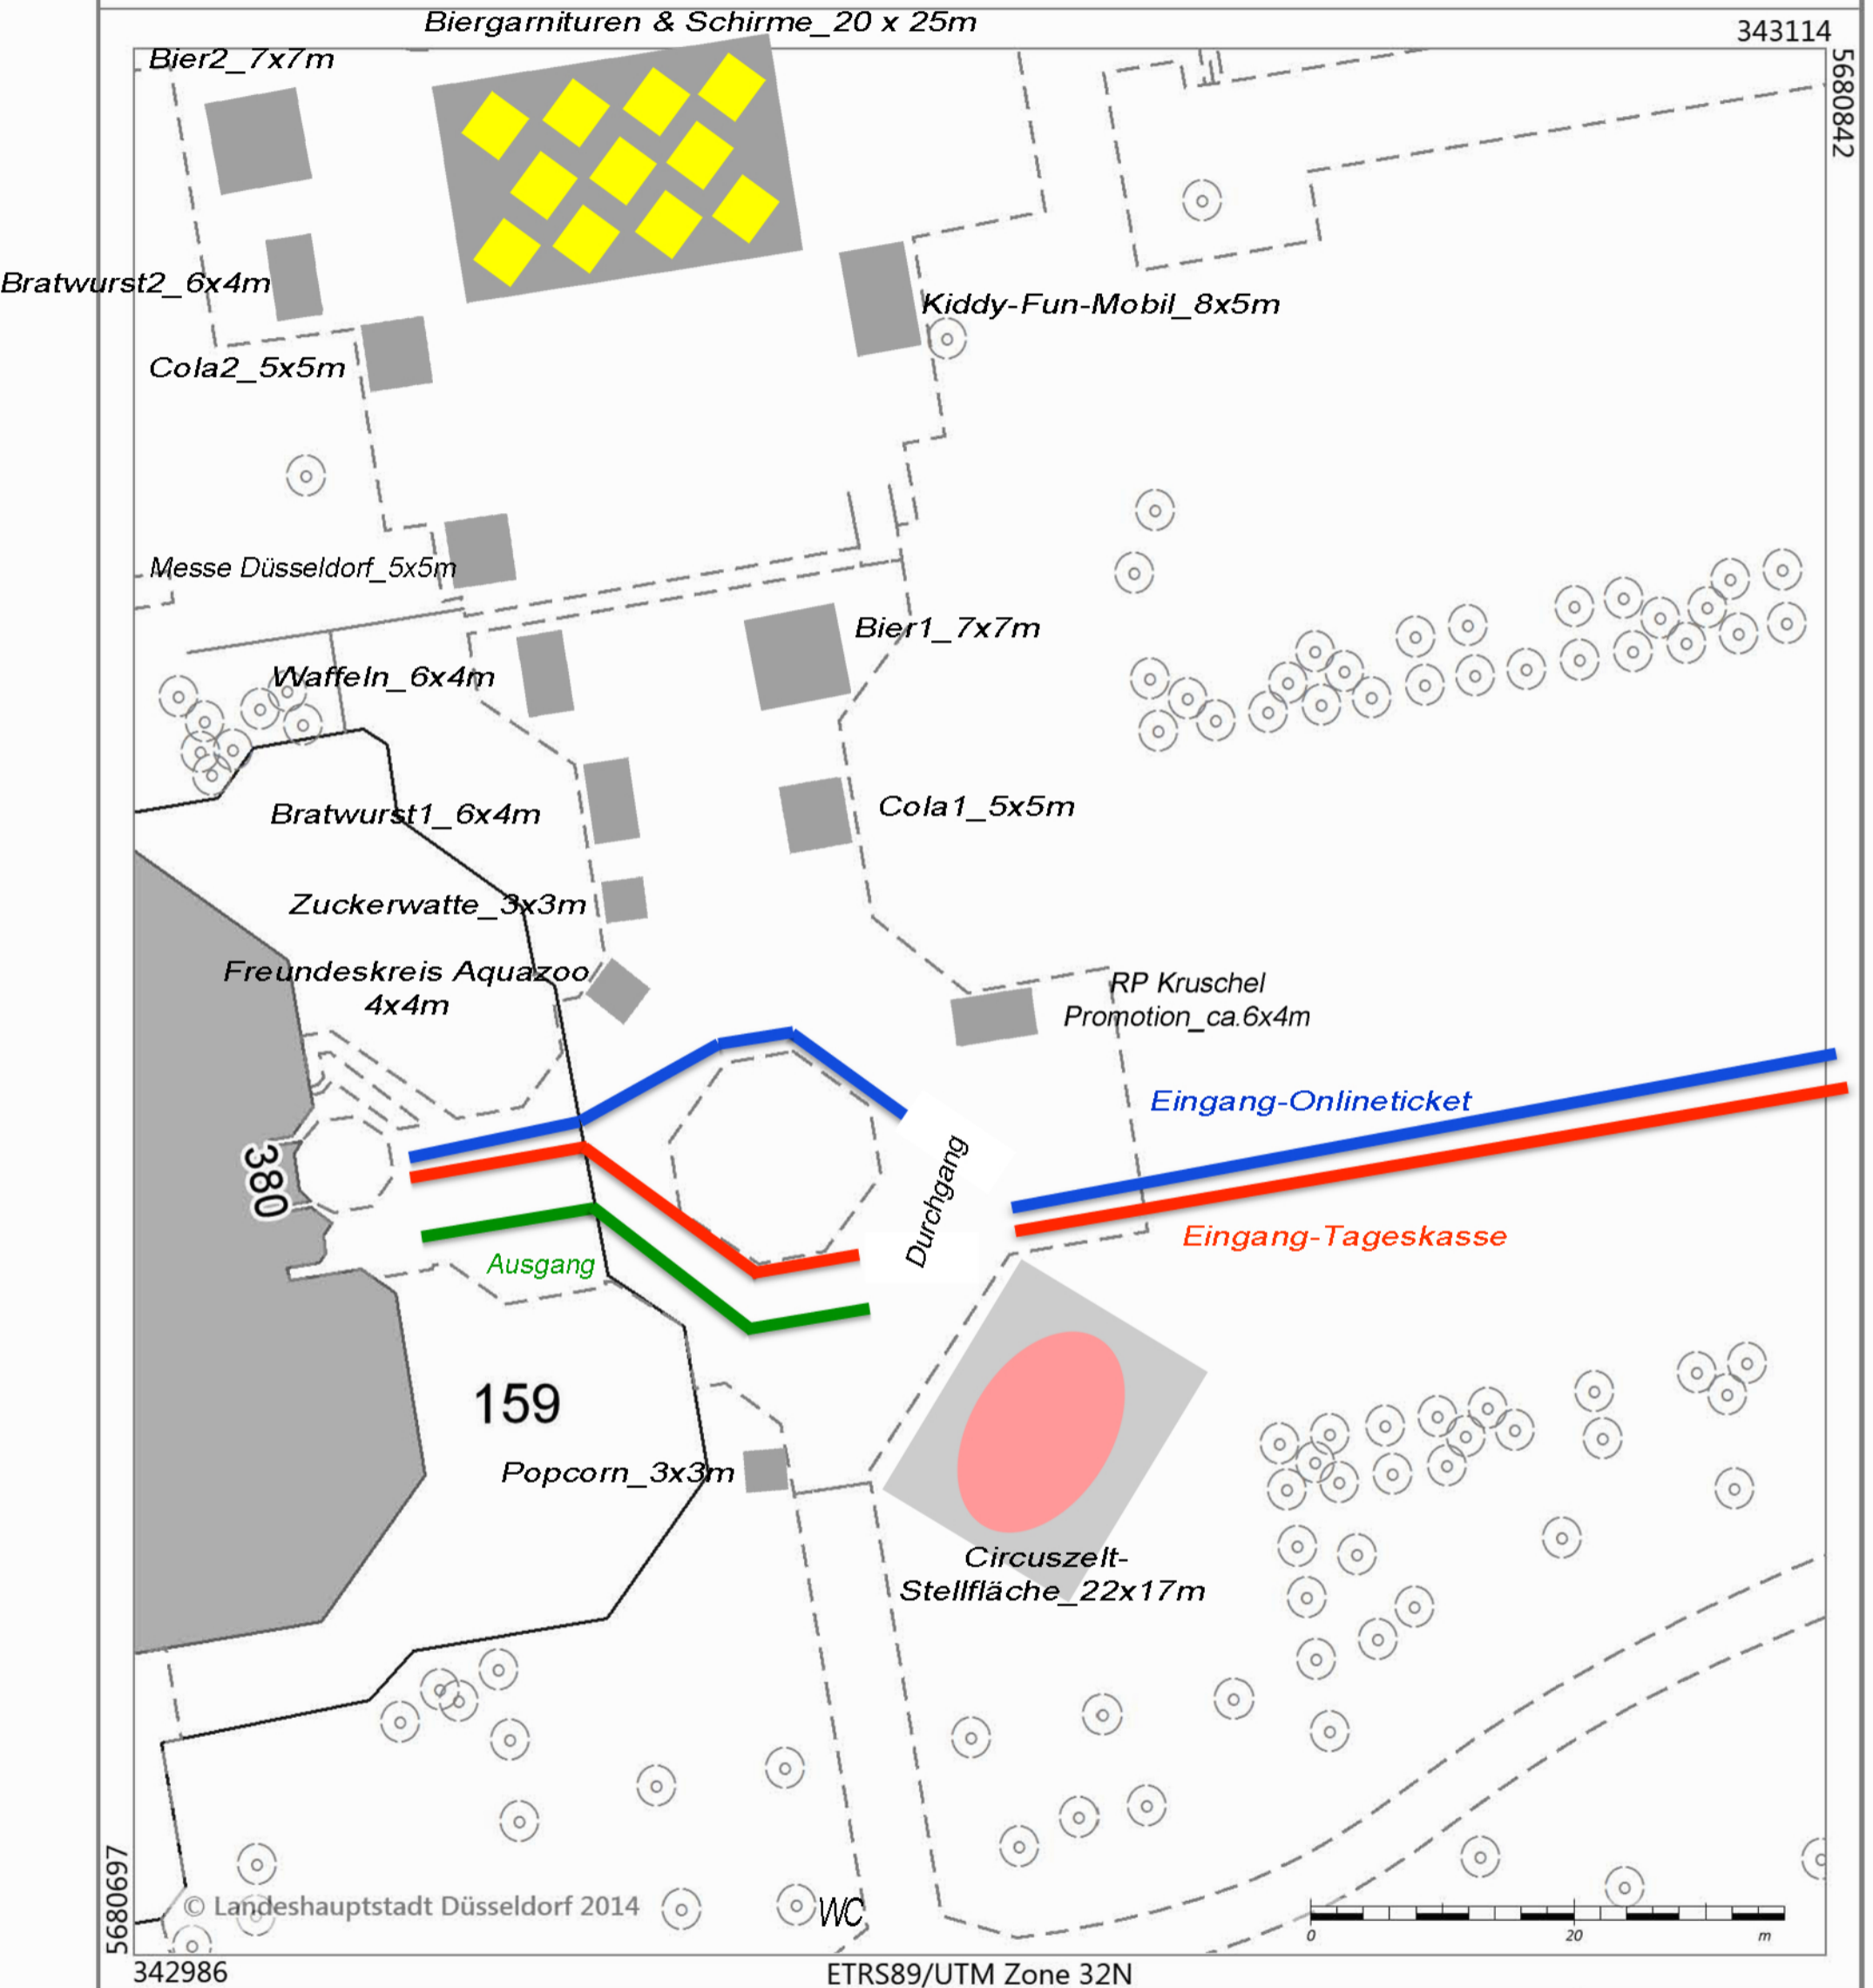 Biergarnituren & Schirme_20 x 25m
343114
Bier2_7x7m
5680842
Bratwurst2_6x4m
Kiddy-Fun-Mobil_8x5m
Cola2_5x5m
Messe Düsseldorf_5x5m
Bier1_7x7m
Waffeln_6x4m
Bratwurst1_6x4m
Cola1_5x5m
Zuckerwatte_3x3m
Freundeskreis Aquazoo
4x4m
RP Kruschel
Promotion_ca.6x4m
Eingang-Onlineticket
380
Durchgang
Eingang-Tageskasse
Ausgang
159
Popcorn_3x3m
Circuszelt-
Stellfläche_22x17m
5680697
© Landeshauptstadt Düsseldorf 2014
WC
0 20 m
342986
ETRS89/UTM Zone 32N